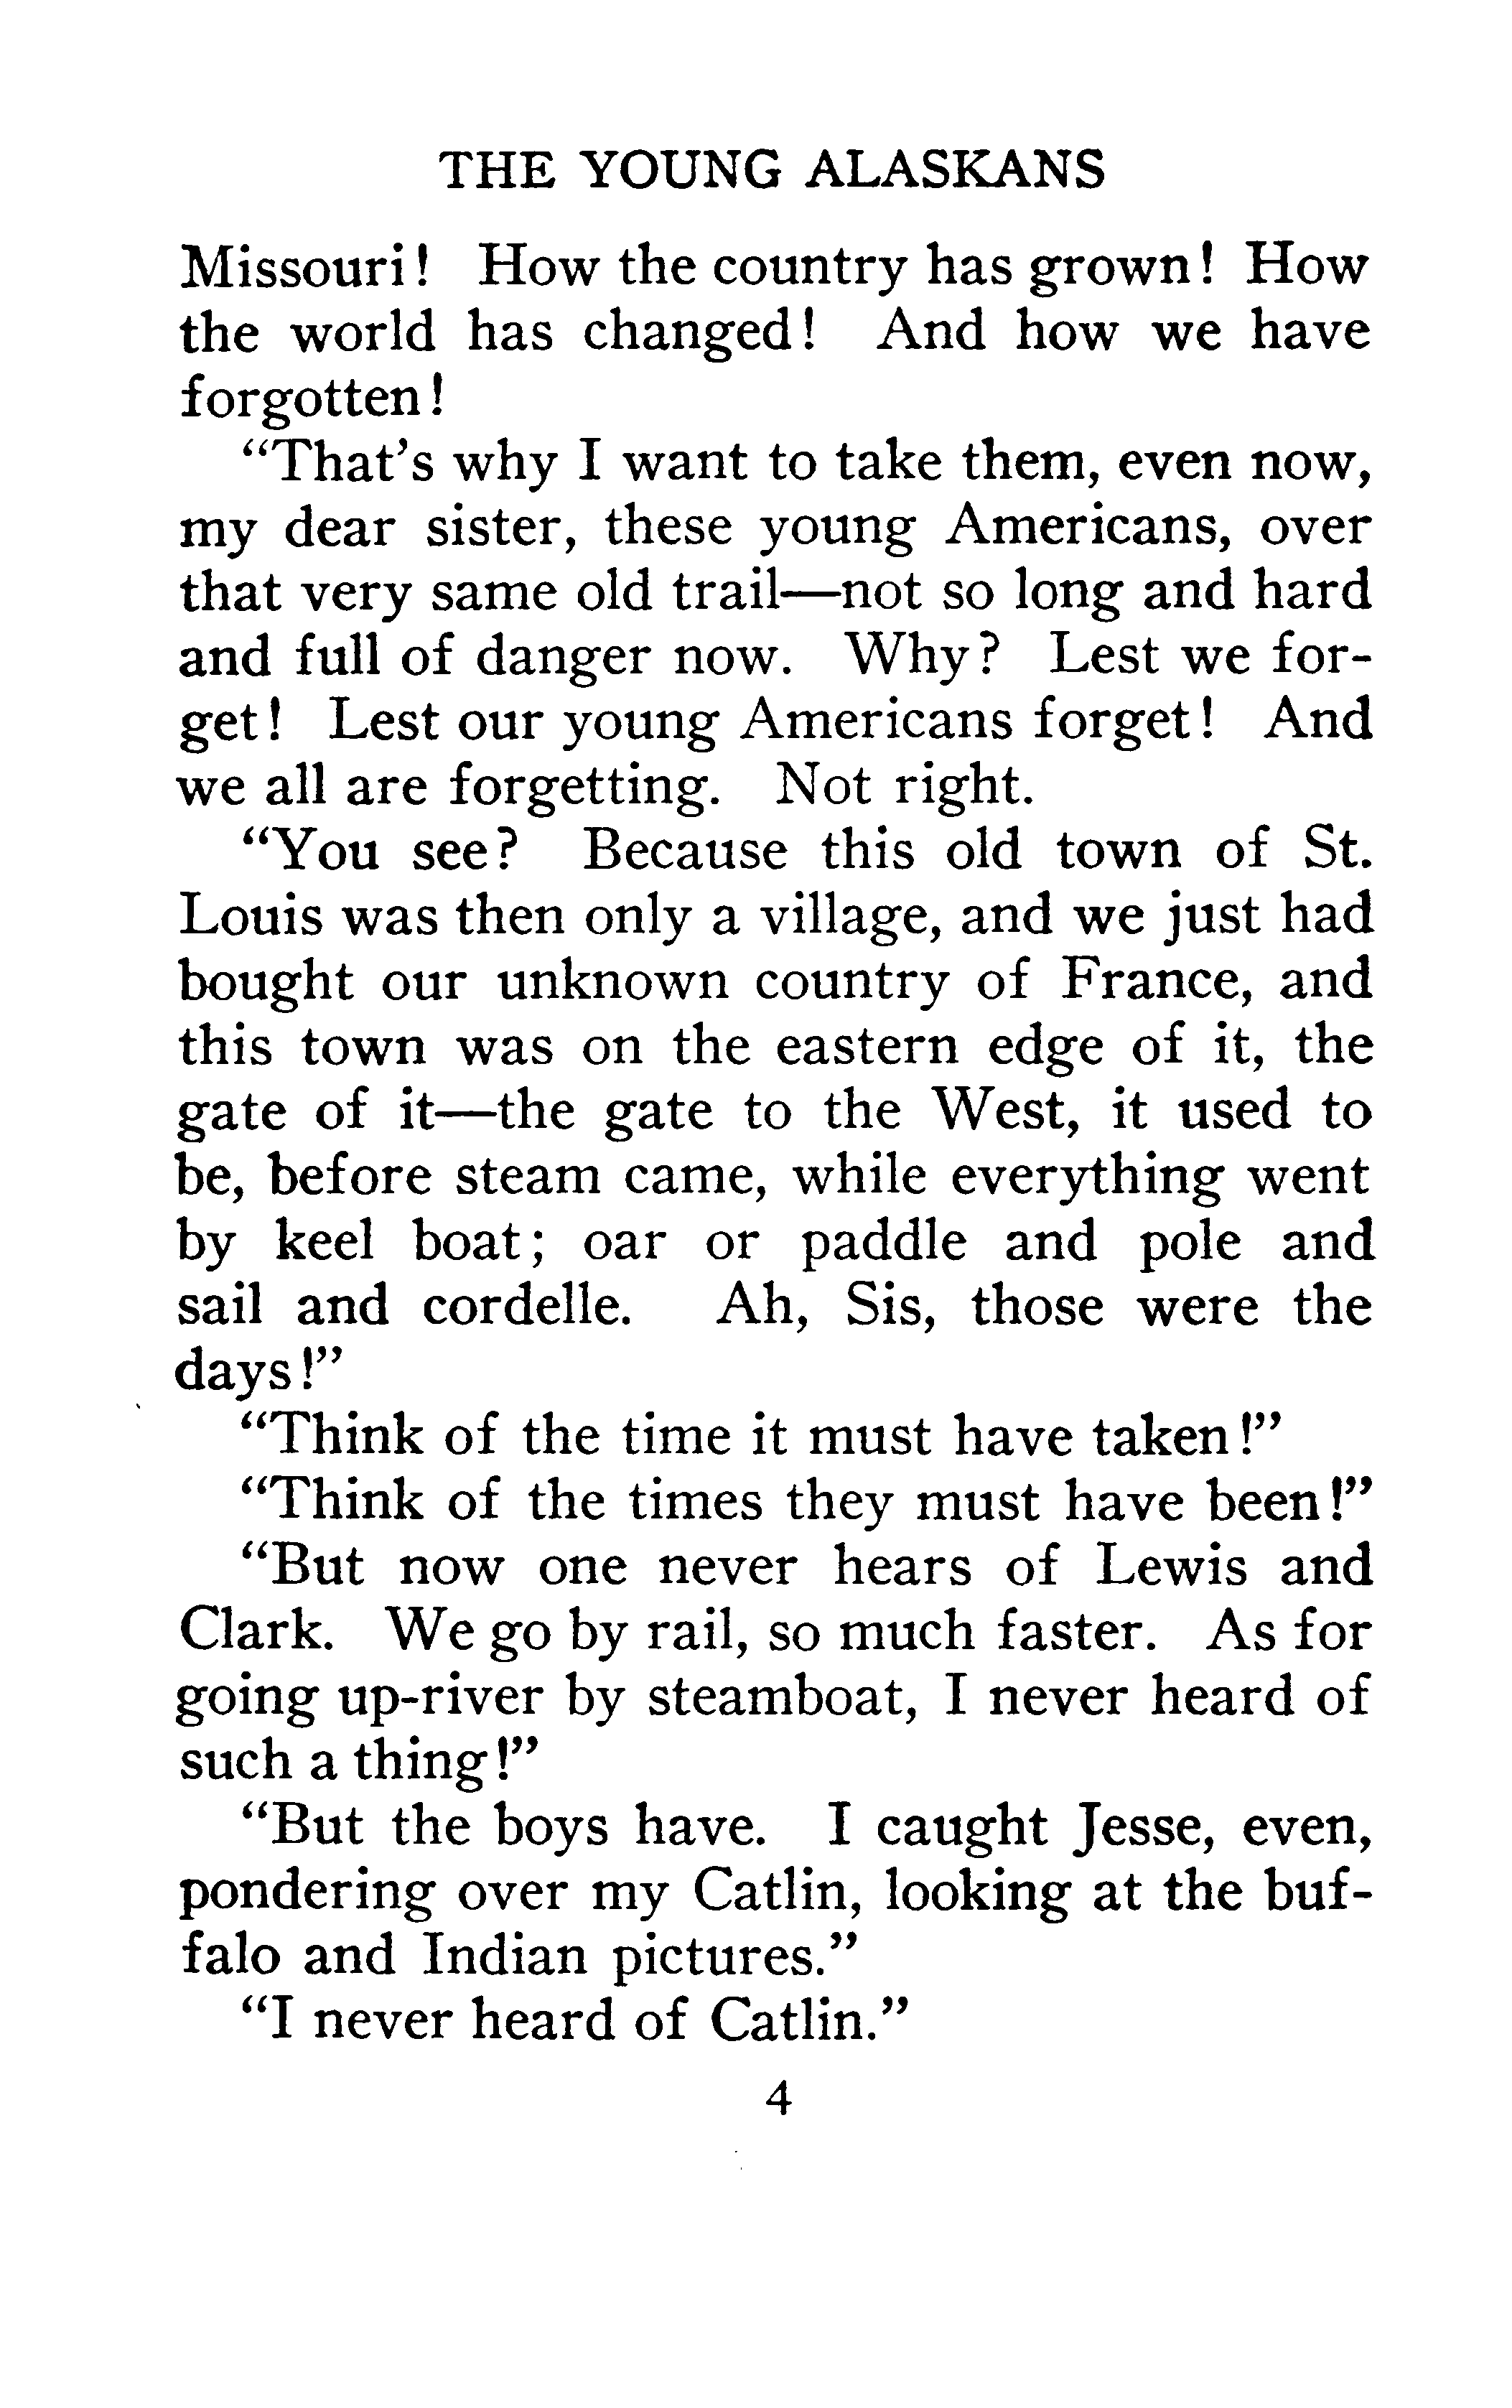 THE YOUNG ALASKANS
Missouri! How the country has grown! How
the world has changed! And how we have
forgotten!
"That's why I want to take them, even now,
my dear sister, these young Americans, over
that very same old trail—not so long and hard
and full of danger now. Why? Lest we for-
get! Lest our young Americans forget! And
we all are forgetting. Not right.
"You see? Because this old town of St.
Louis was then only a village, and we just had
bought our unknown country of France, and
this town was on the eastern edge of it, the
gate of it—the gate to the West, it used to
be, before steam came, while everything went
by keel boat; oar or paddle and pole and
sail and cordelle. Ah, Sis, those were the
days!"
"Think of the time it must have taken!"
"Think of the times they must have been!"
"But now one never hears of Lewis and
Clark. We go by rail, so much faster. As for
going up-river by steamboat, I never heard of
such a thing!"
"But the boys have. I caught Jesse, even,
pondering over my Catlin, looking at the buf-
falo and Indian pictures."
"I never heard of Catlin."
4